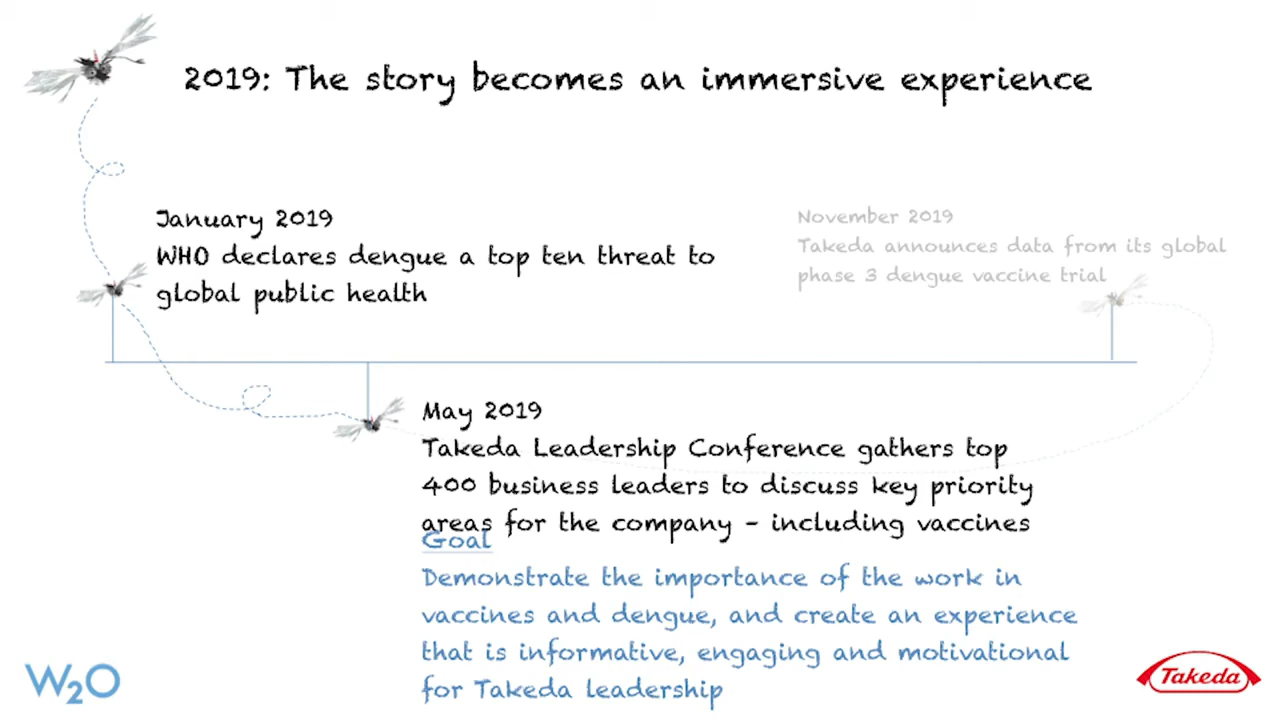 2019: The story becomes an immersive experience
January 2019
WHO declares dengue a top ten threat to
global public health
November 2019
Takeda announces data from its global
phase 3 dengue vaccine trial
May 2019
Takeda Leadership Conference gathers top
400 business leaders to discuss key priority
areas for the company – including vaccines
Goal
Demonstrate the importance of the work in
vaccines and dengue, and create an experience
that is informative, engaging and motivational
for Takeda leadership
W2O
Takeda